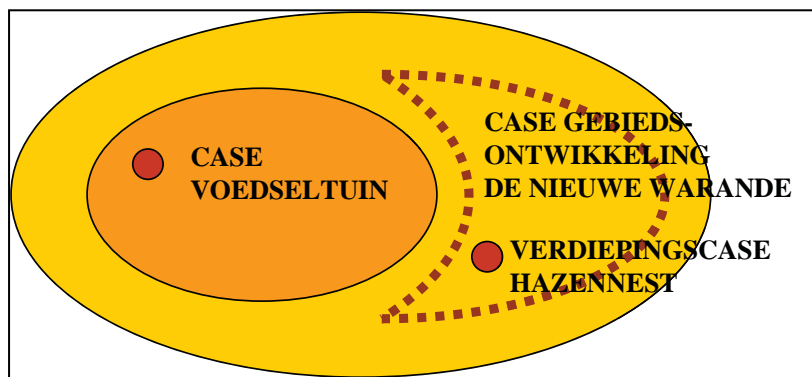 CASE
VOEDSELTUIN
CASE GEBIEDS-
ONTWIKKELING
DE NIEUWE WARANDE
VERDIEPINGSCASE
HAZENNEST